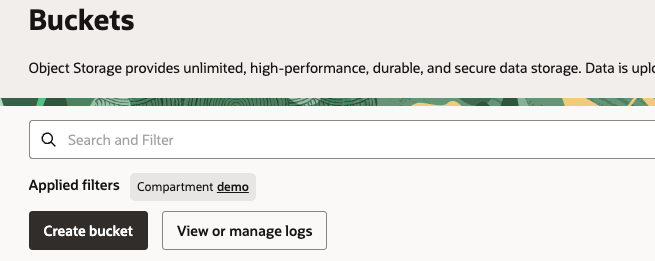 Buckets
Object Storage provides unlimited, high-performance, durable, and secure data storage. Data is
Search and Filter
Applied filters Compartment demo
Create bucket View or manage logs